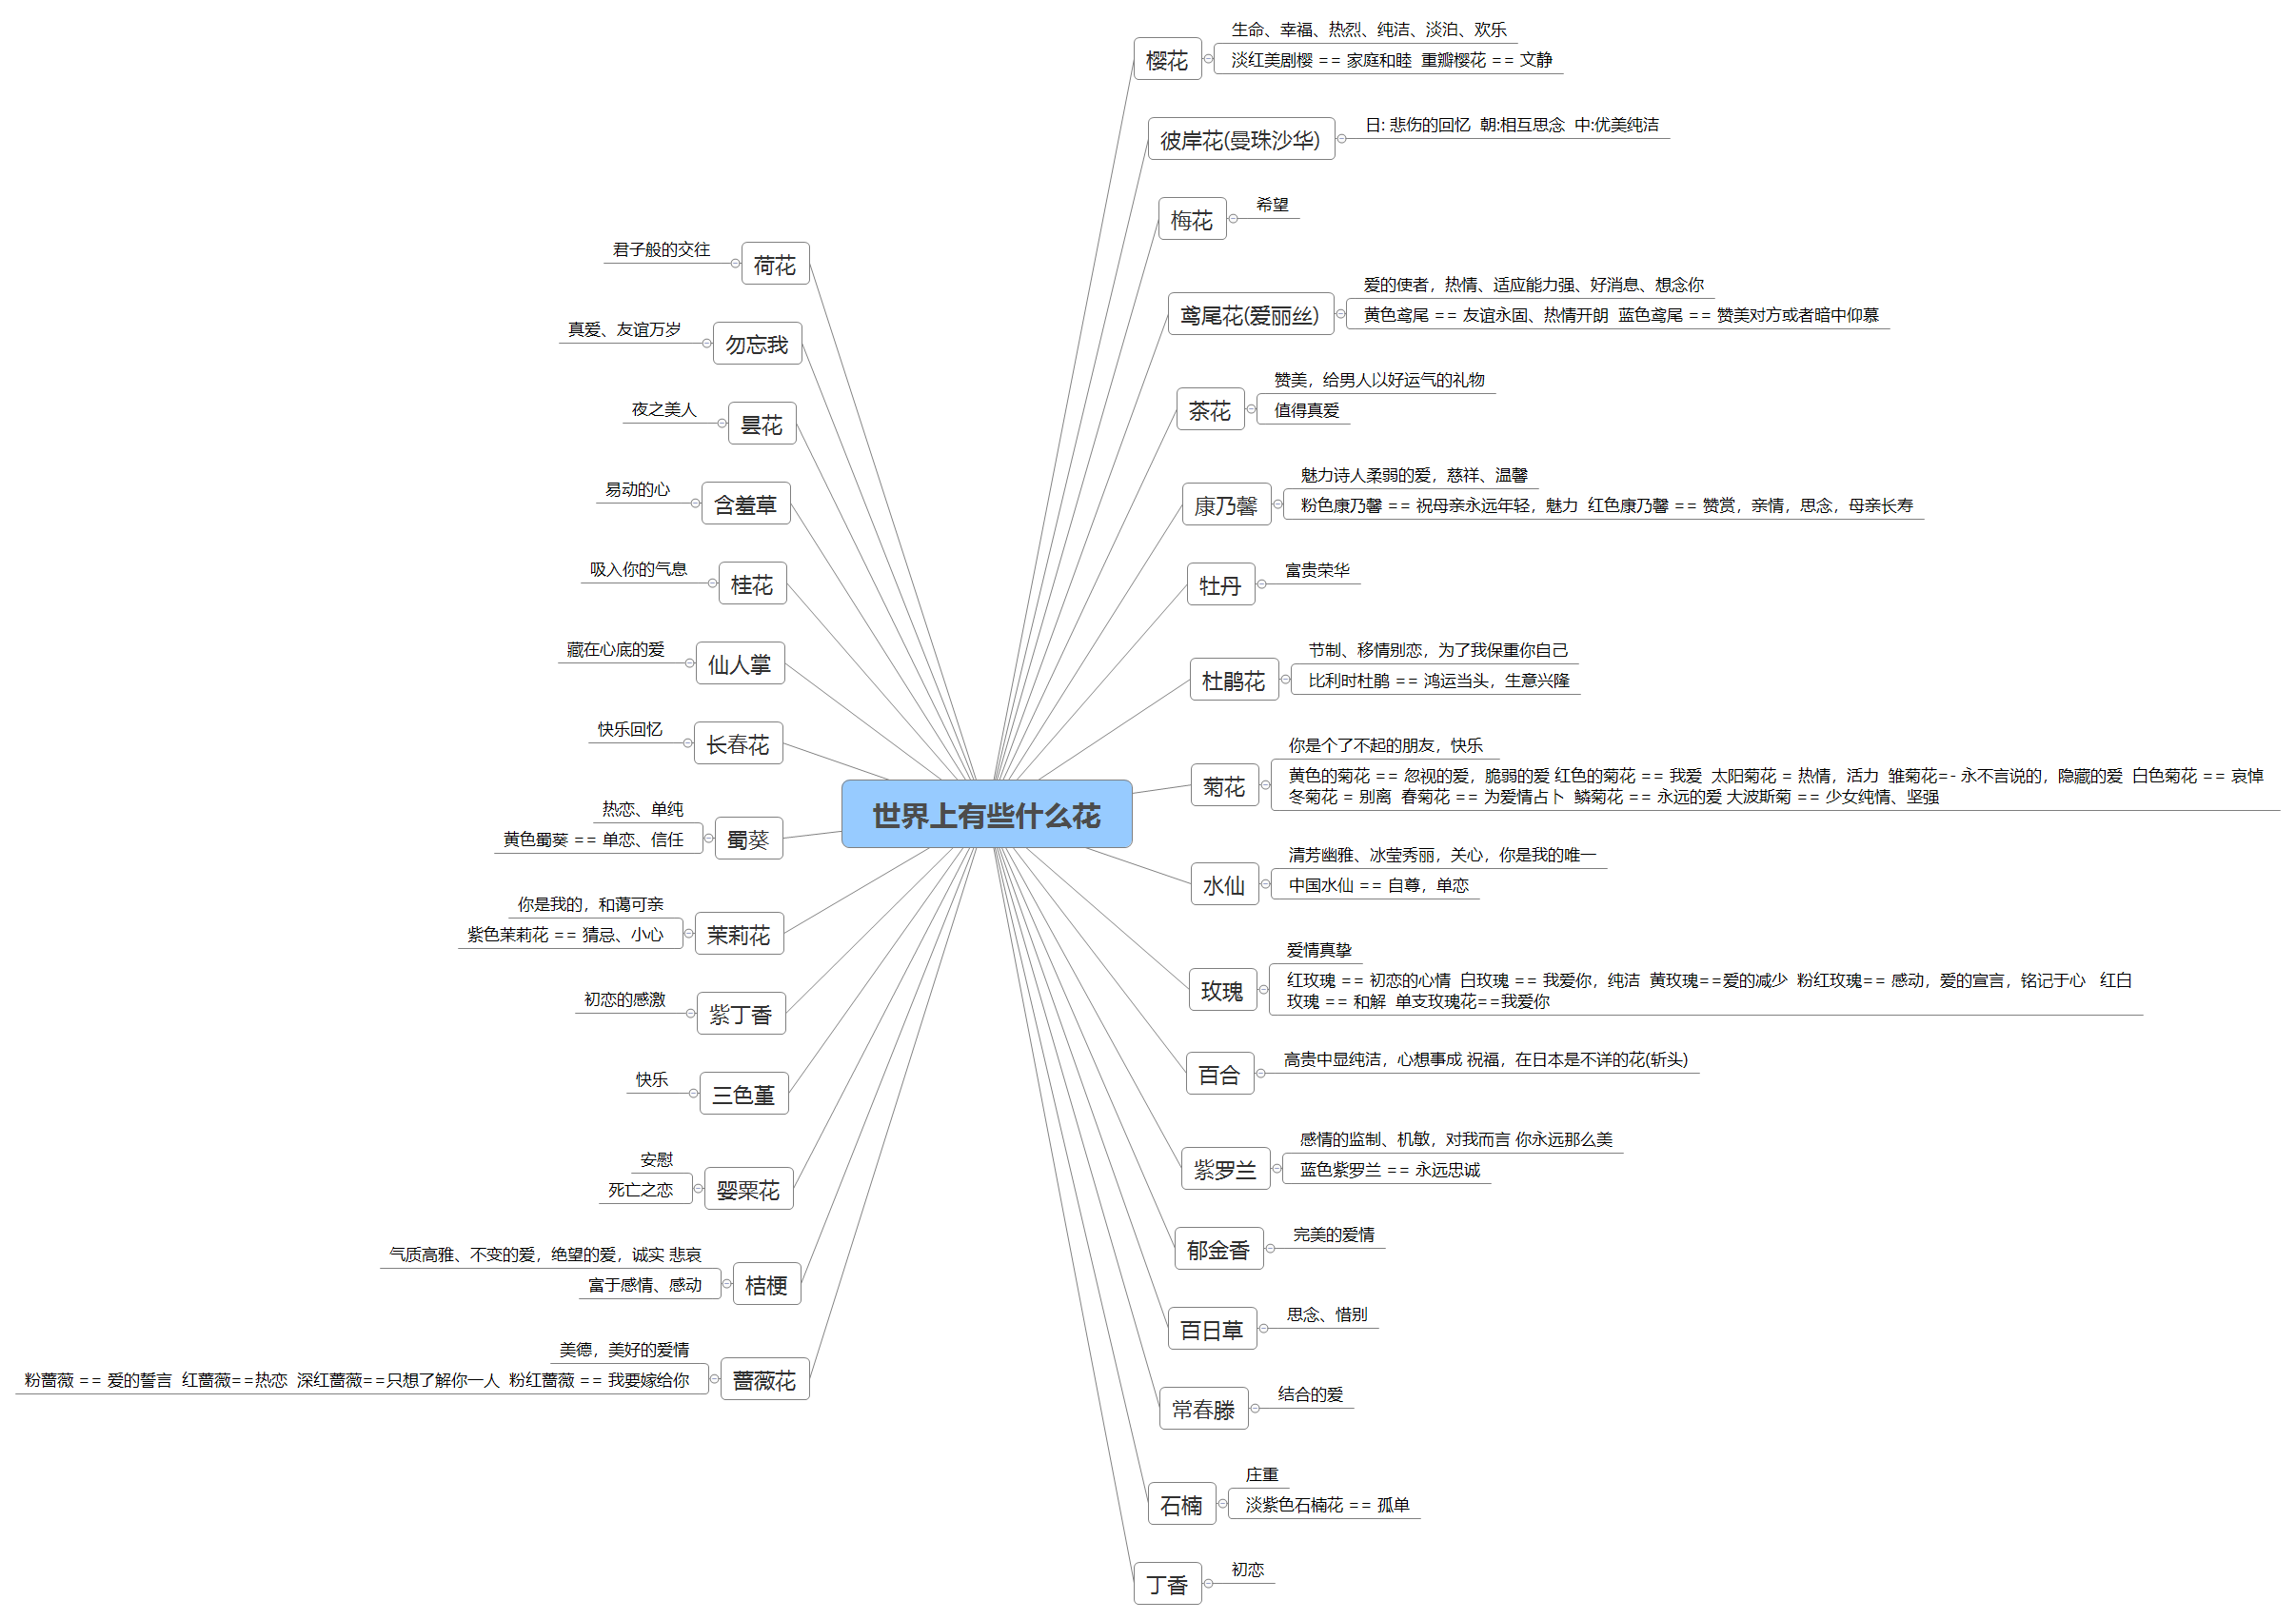 世界上有些什么花
樱花
生命、幸福、热烈、纯洁、淡泊、欢乐
淡红美剧樱 == 家庭和睦  重瓣樱花 == 文静
彼岸花(曼珠沙华)
日: 悲伤的回忆  朝:相互思念  中:优美纯洁
梅花
希望
鸢尾花(爱丽丝)
爱的使者，热情、适应能力强、好消息、想念你
黄色鸢尾 == 友谊永固、热情开朗  蓝色鸢尾 == 赞美对方或者暗中仰慕
茶花
赞美，给男人以好运气的礼物
值得真爱
康乃馨
魅力诗人柔弱的爱，慈祥、温馨
粉色康乃馨 == 祝母亲永远年轻，魅力  红色康乃馨 == 赞赏，亲情，思念，母亲长寿
牡丹
富贵荣华
杜鹃花
节制、移情别恋，为了我保重你自己
比利时杜鹃 == 鸿运当头，生意兴隆
菊花
你是个了不起的朋友，快乐
黄色的菊花 == 忽视的爱，脆弱的爱 红色的菊花 == 我爱  太阳菊花 = 热情，活力  雏菊花=- 永不言说的，隐藏的爱  白色菊花 == 哀悼
冬菊花 = 别离  春菊花 == 为爱情占卜  鳞菊花 == 永远的爱 大波斯菊 == 少女纯情、坚强
水仙
清芳幽雅、冰莹秀丽，关心，你是我的唯一
中国水仙 == 自尊，单恋
玫瑰
爱情真挚
红玫瑰 == 初恋的心情  白玫瑰 == 我爱你，纯洁  黄玫瑰==爱的减少  粉红玫瑰== 感动，爱的宣言，铭记于心   红白
玫瑰 == 和解  单支玫瑰花==我爱你
百合
高贵中显纯洁，心想事成 祝福，在日本是不详的花(斩头)
紫罗兰
感情的监制、机敏，对我而言 你永远那么美
蓝色紫罗兰 == 永远忠诚
郁金香
完美的爱情
百日草
思念、惜别
常春滕
结合的爱
石楠
庄重
淡紫色石楠花 == 孤单
丁香
初恋
荷花
君子般的交往
勿忘我
真爱、友谊万岁
昙花
夜之美人
含羞草
易动的心
桂花
吸入你的气息
仙人掌
藏在心底的爱
长春花
快乐回忆
蜀葵
热恋、单纯
黄色蜀葵 == 单恋、信任
茉莉花
你是我的，和蔼可亲
紫色茉莉花 == 猜忌、小心
紫丁香
初恋的感激
三色堇
快乐
婴粟花
安慰
死亡之恋
桔梗
气质高雅、不变的爱，绝望的爱，诚实 悲哀
富于感情、感动
蔷薇花
美德，美好的爱情
粉蔷薇 == 爱的誓言  红蔷薇==热恋  深红蔷薇==只想了解你一人  粉红蔷薇 == 我要嫁给你